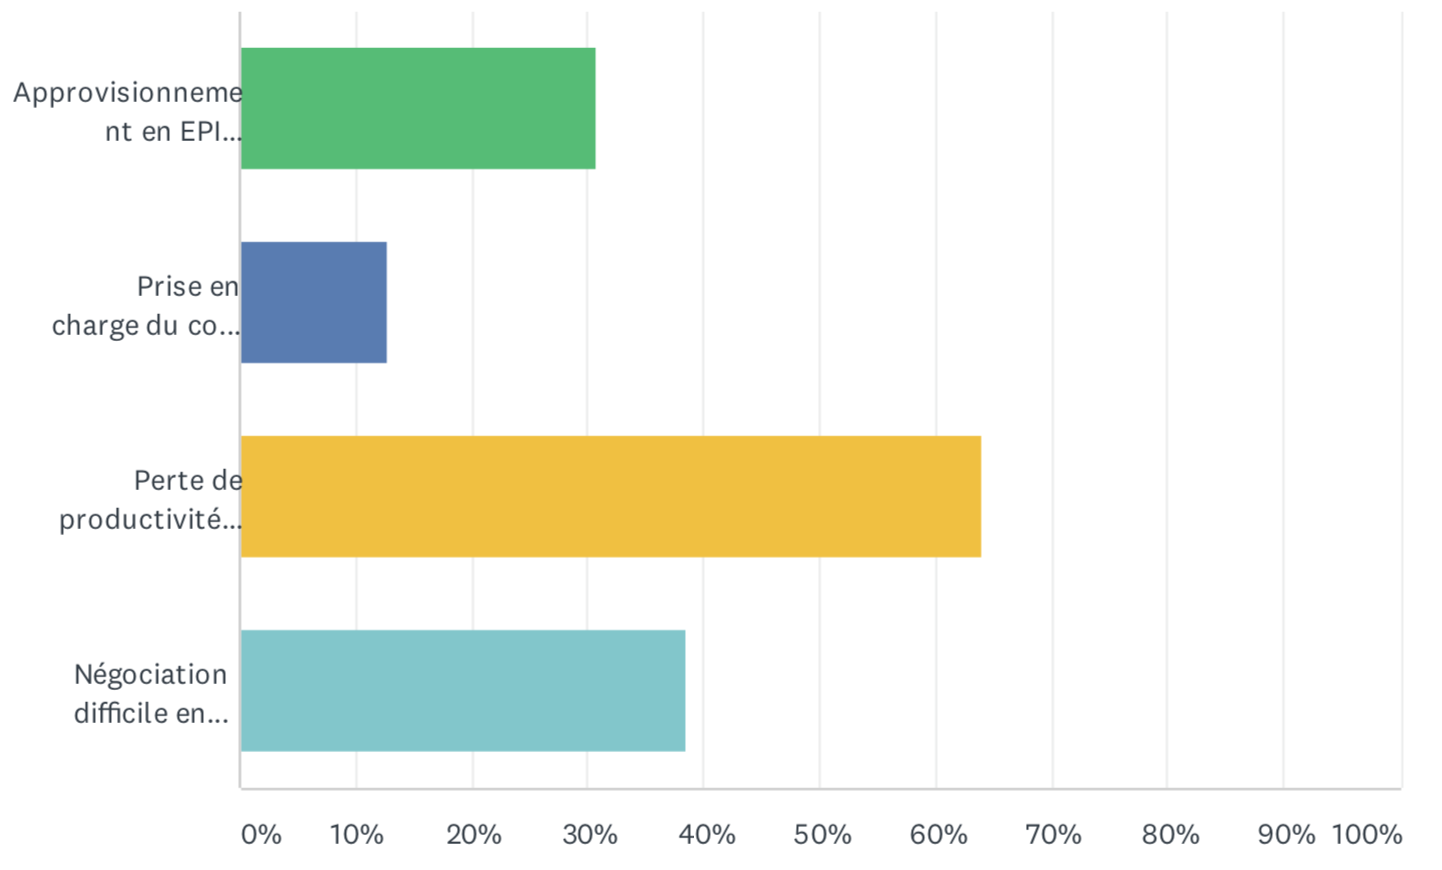 Approvisionneme
nt en EPI...
Prise en
charge du co...
Perte de
productivité...
Négociation
difficile en...
0% 10% 20% 30% 40% 50% 60% 70% 80% 90% 100%